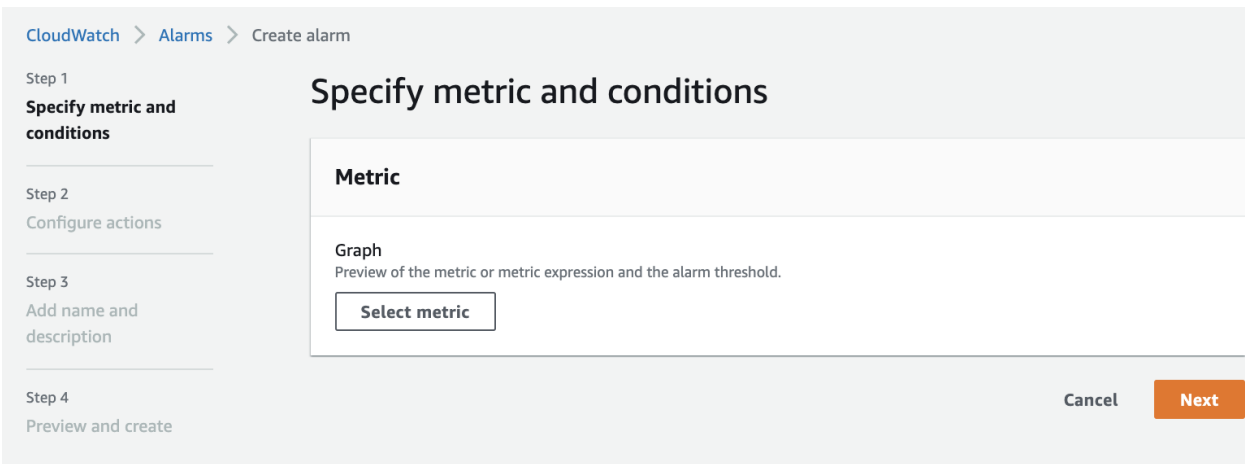 CloudWatch > Alarms > Create alarm
Step 1
Specify metric and
conditions
Step 2
Configure actions
Step 3
Add name and
description
Step 4
Preview and create
Specify metric and conditions
Metric
Graph
Preview of the metric or metric expression and the alarm threshold.
Select metric
Cancel
Next